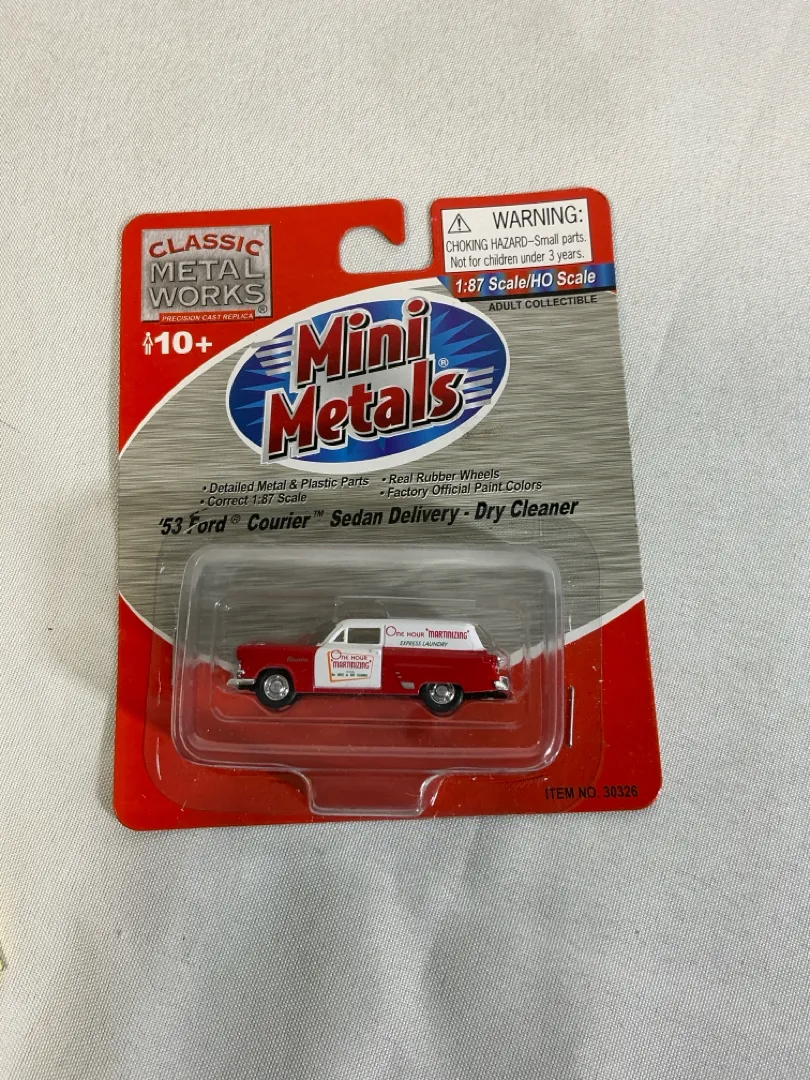 CLASSIC
METAL
WORKS®
PRECISION CAST REPLICA
10+
WARNING:
CHOKING HAZARD–Small parts.
Not for children under 3 years.
1:87 Scale/HO Scale
ADULT COLLECTIBLE
Mini
Metals®
• Detailed Metal & Plastic Parts
• Correct 1:87 Scale
• Real Rubber Wheels
• Factory Official Paint Colors
'53 Ford® Courier™ Sedan Delivery - Dry Cleaner
ONE HOUR "MARTINIZING"
EXPRESS LAUNDRY
ONE HOUR
"MARTINIZING"
ITEM NO. 30326